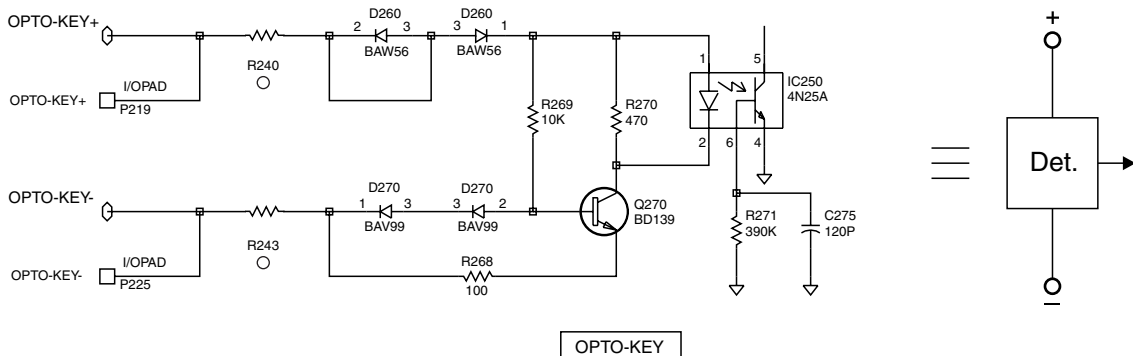 OPTO-KEY+
D260
D260
2
3
3
1
BAW56
BAW56
R240
I/OPAD
OPTO-KEY+
P219
R269
10K
R270
470
1
5
IC250
4N25A
2
6
4
+
Det.
OPTO-KEY-
D270
D270
1
3
3
2
BAV99
BAV99
Q270
BD139
R243
R271
390K
C275
120P
I/OPAD
OPTO-KEY-
P225
R268
100
–
OPTO-KEY